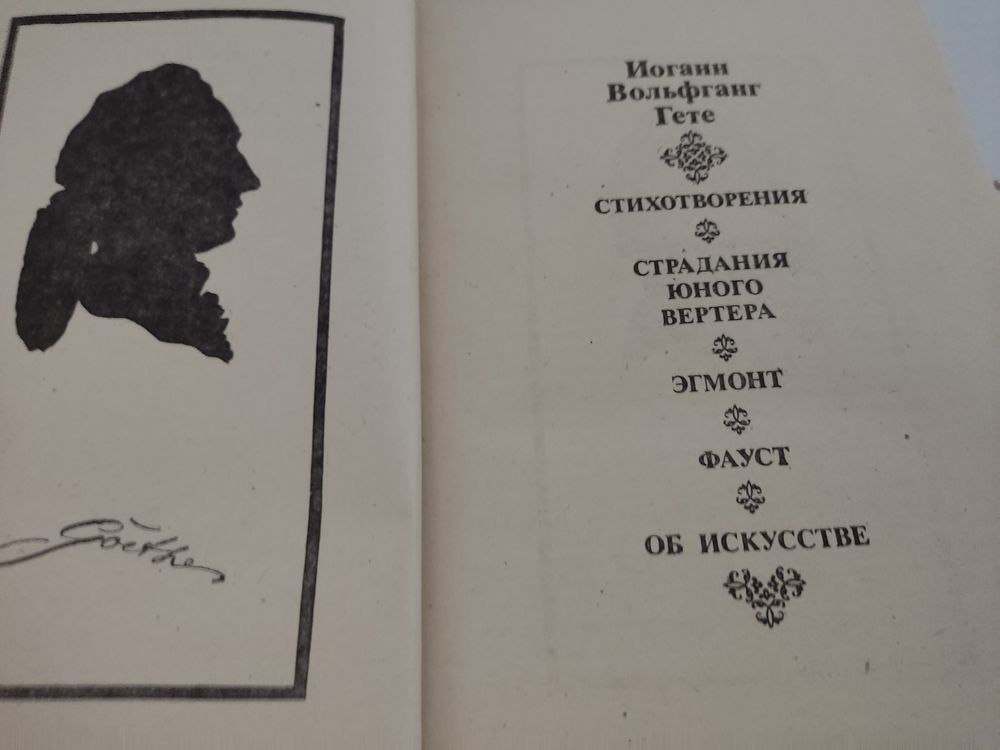 Goethe
Иоганн
Вольфганг
Гете
СТИХОТВОРЕНИЯ
СТРАДАНИЯ
ЮНОГО
ВЕРТЕРА
ЭГМОНТ
ФАУСТ
ОБ ИСКУССТВЕ